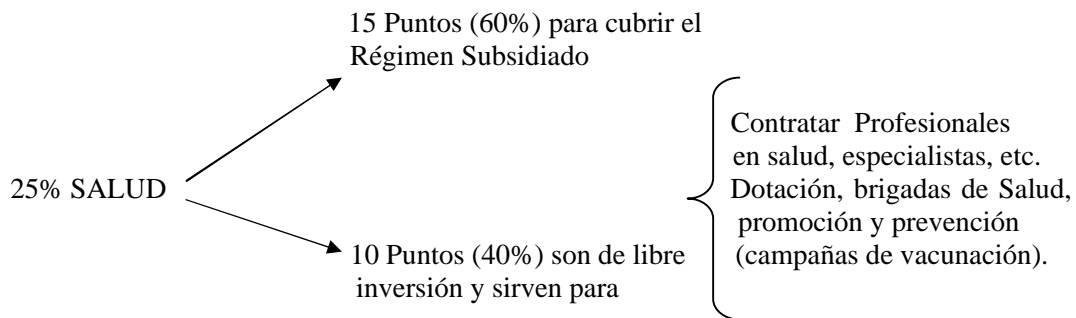 15 Puntos (60%) para cubrir el
Régimen Subsidiado
25% SALUD
10 Puntos (40%) son de libre
inversión y sirven para
Contratar Profesionales
en salud, especialistas, etc.
Dotación, brigadas de Salud,
promoción y prevención
(campañas de vacunación).